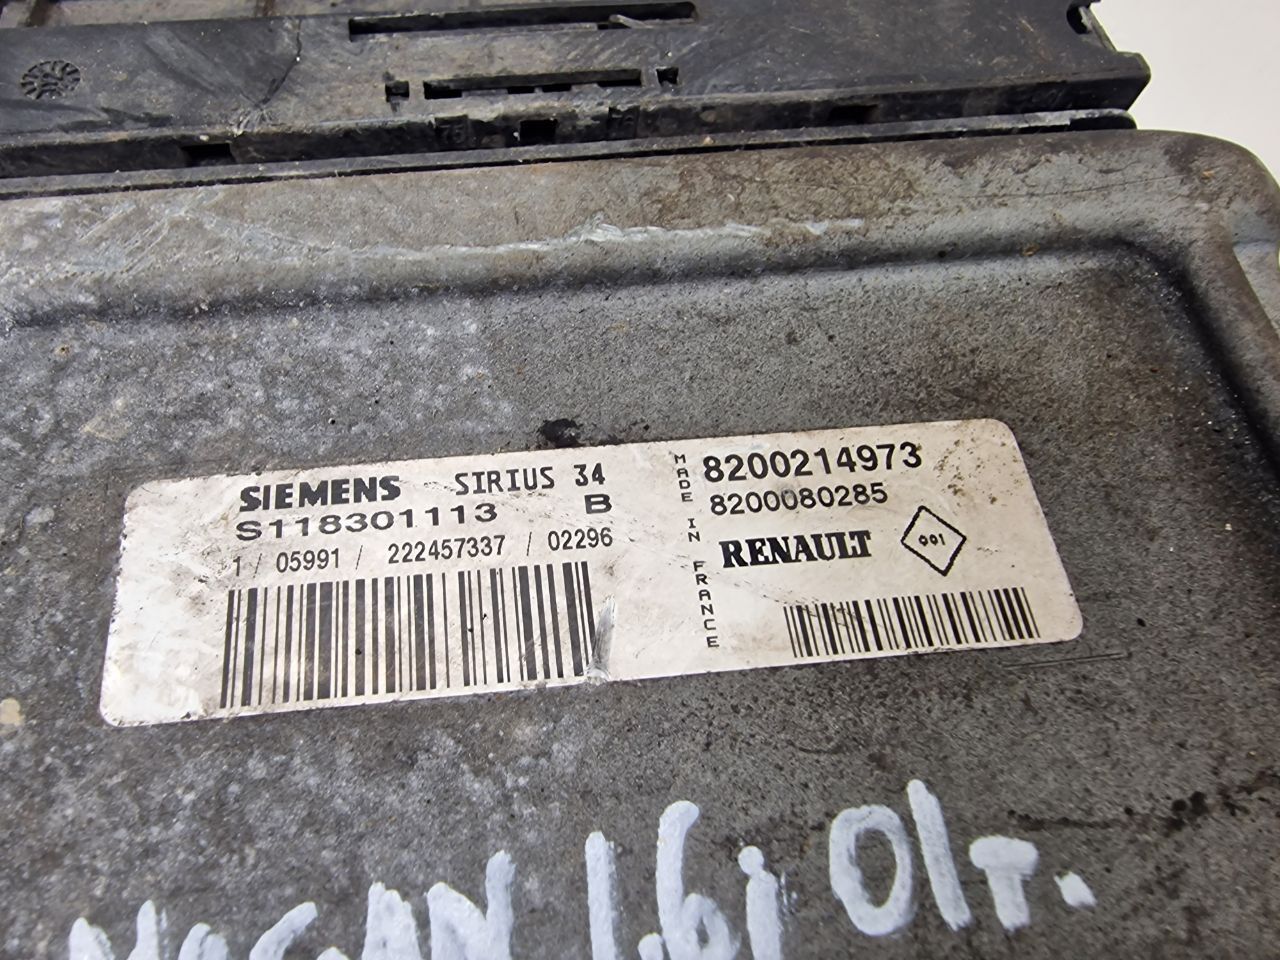 SIEMENS SIRIUS 34
S118301113 B
1 / 05991 / 222457337 / 02296
MADE IN FRANCE
8200214973
8200080285
RENAULT
001
1.6i 01r.